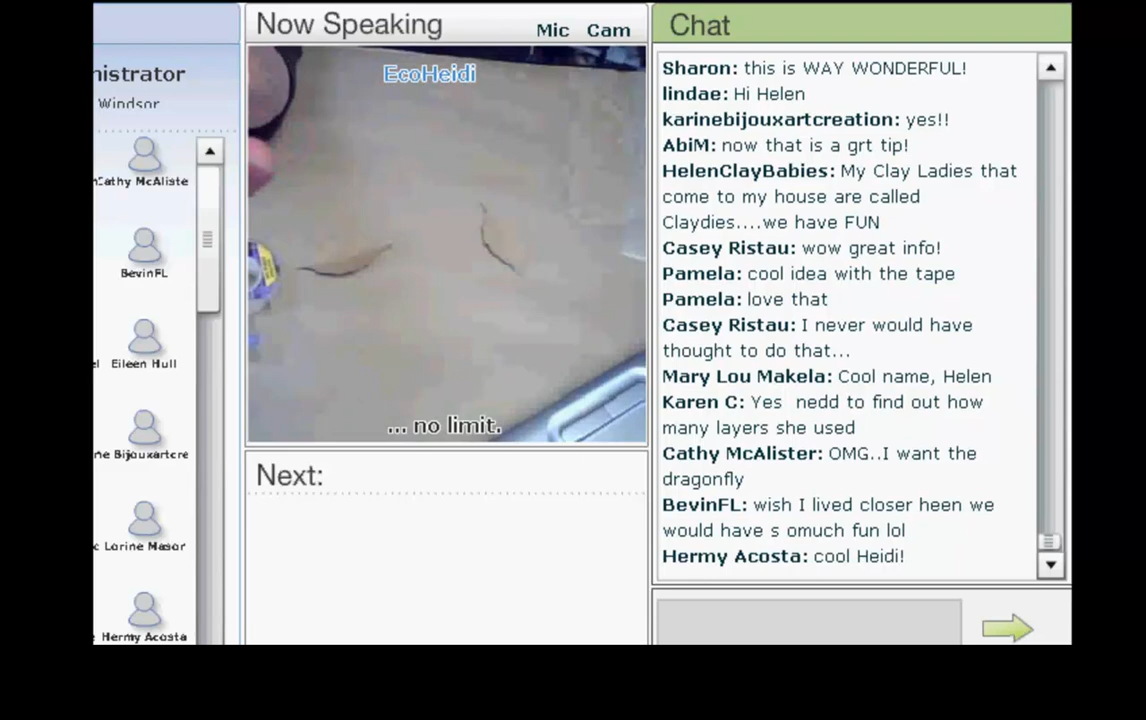 nistrator
Windsor
Cathy McAliste
BevinFL
Eileen Hull
ne Bijouxartcre
Lorine Masor
Hermy Acosta
Now Speaking
Mic Cam
EcoHeidi
... no limit.
Next:
Chat
Sharon: this is WAY WONDERFUL!
lindae: Hi Helen
karinebijouxartcreation: yes!!
AbiM: now that is a grt tip!
HelenClayBabies: My Clay Ladies that
come to my house are called
Claydies....we have FUN
Casey Ristau: wow great info!
Pamela: cool idea with the tape
Pamela: love that
Casey Ristau: I never would have
thought to do that...
Mary Lou Makela: Cool name, Helen
Karen C: Yes nedd to find out how
many layers she used
Cathy McAlister: OMG..I want the
dragonfly
BevinFL: wish I lived closer heen we
would have s omuch fun lol
Hermy Acosta: cool Heidi!